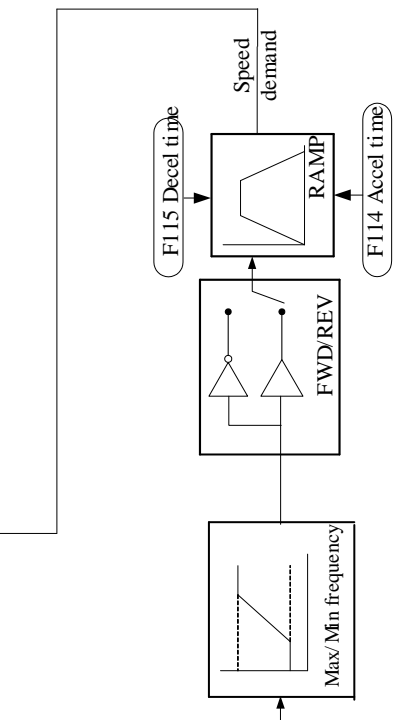 Speed
demand
F115 Decel time
RAMP
F114 Accel time
FWD/REV
Max/Min frequency